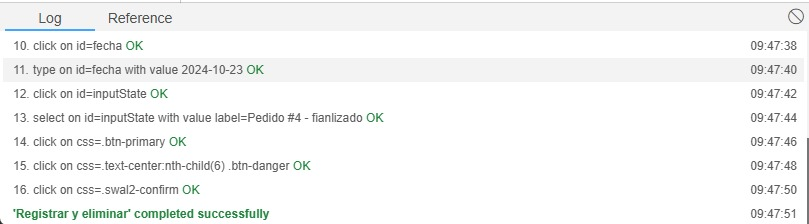 Log Reference
10. click on id=fecha OK 09:47:38
11. type on id=fecha with value 2024-10-23 OK 09:47:40
12. click on id=inputState OK 09:47:42
13. select on id=inputState with value label=Pedido #4 - fianlizado OK 09:47:44
14. click on css=.btn-primary OK 09:47:46
15. click on css=.text-center:nth-child(6) .btn-danger OK 09:47:48
16. click on css=.swal2-confirm OK 09:47:50
'Registrar y eliminar' completed successfully 09:47:51